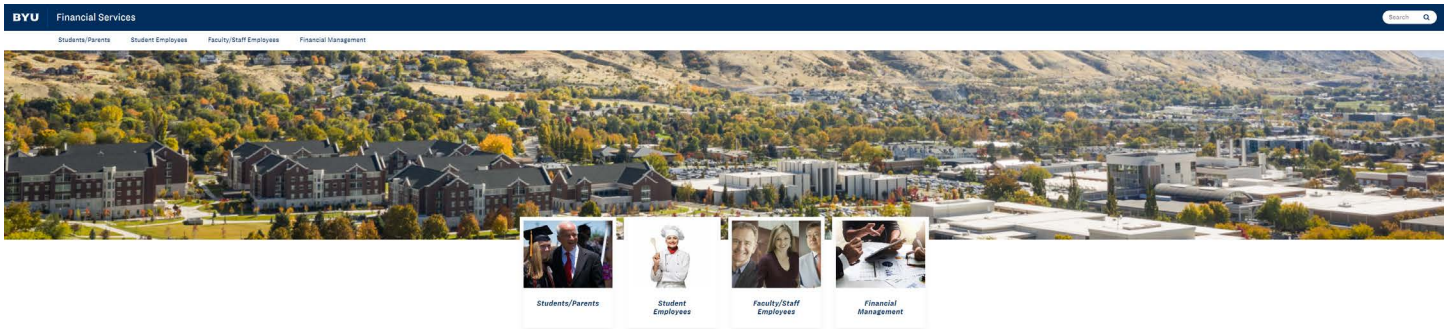 BYU Financial Services
Search
Students/Parents Student Employees Faculty/Staff Employees Financial Management
Students/Parents
Student
Employees
Faculty/Staff
Employees
Financial
Management